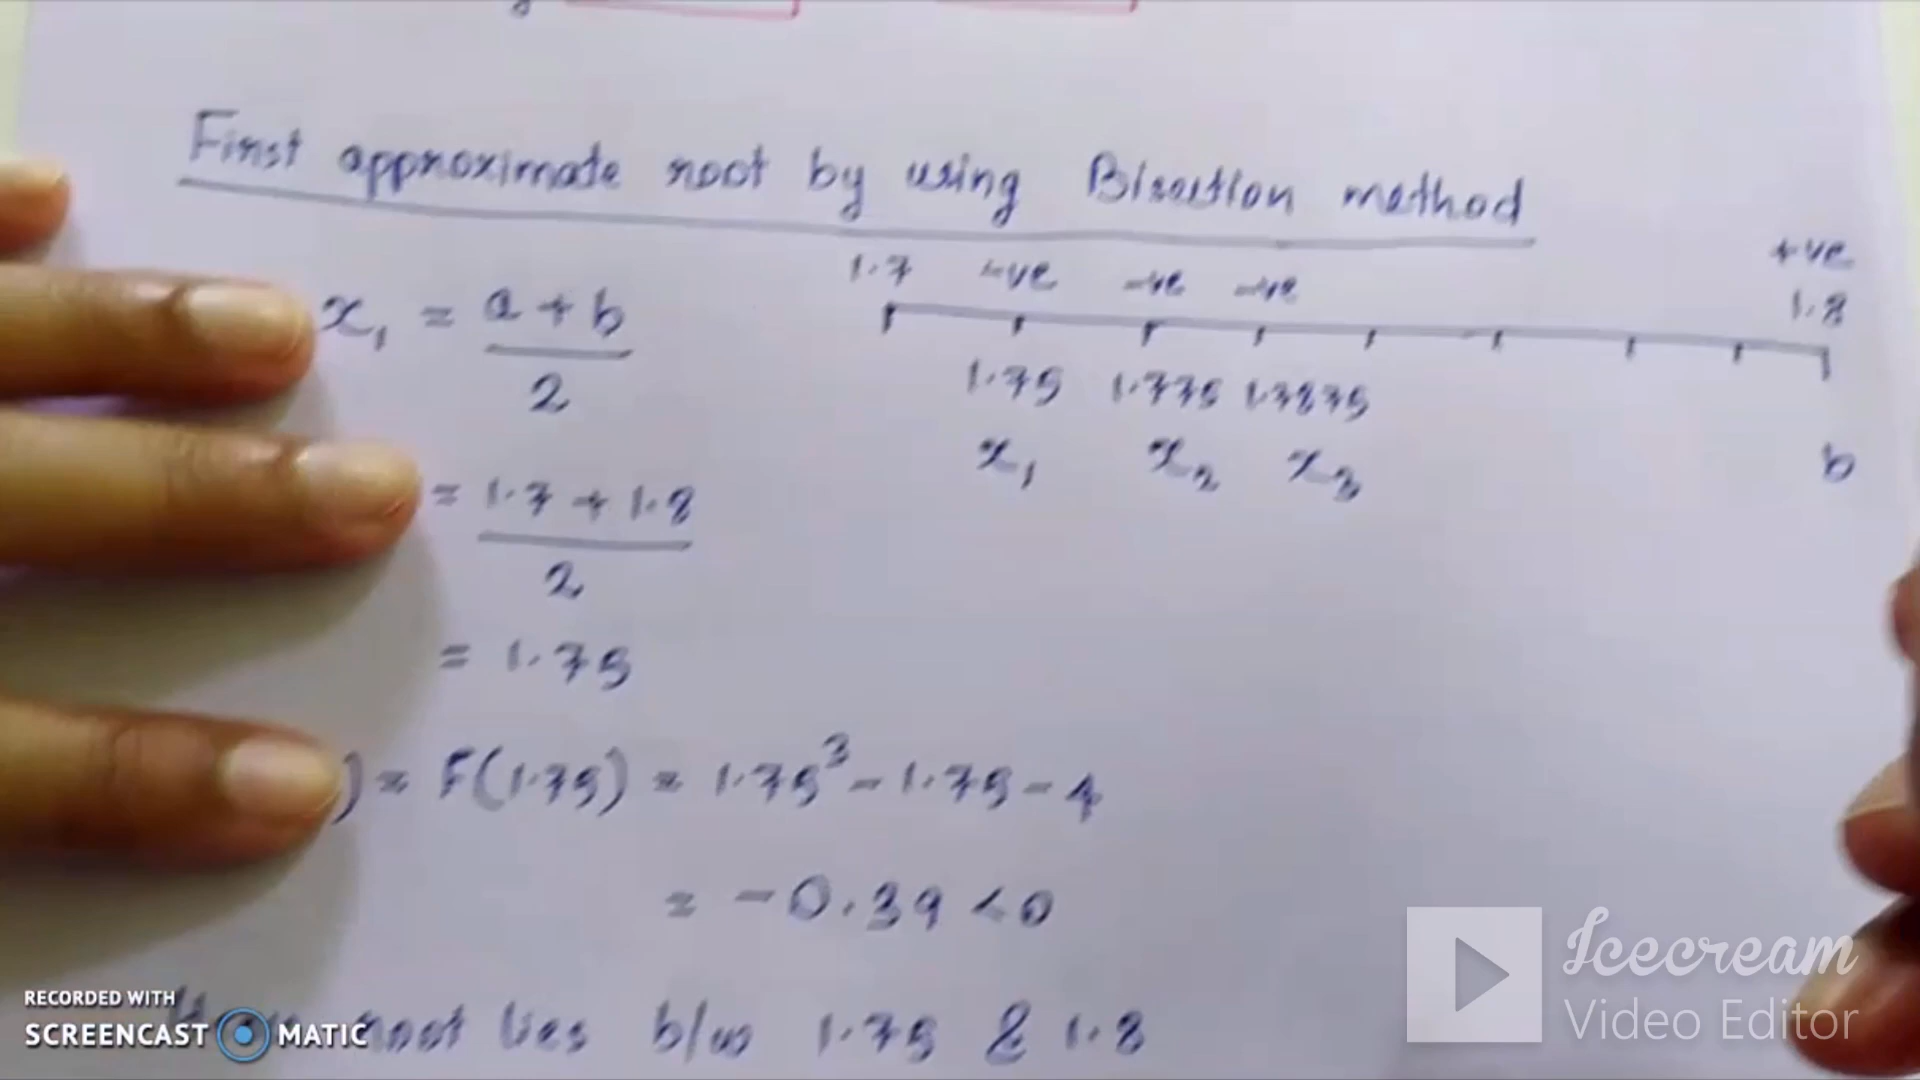 First approximate root by using Bisection method
x₁ = a + b
2
1.7 -ve -ve -ve +ve
1.8
1.75 1.775 1.7875
x₁ x₂ x₃ b
= 1.7 + 1.8
2
= 1.75
) = F(1.75) = 1.75³ - 1.75 - 4
= -0.39 < 0
root lies b/w 1.75 & 1.8
RECORDED WITH
SCREENCAST MATIC
Icecream
Video Editor